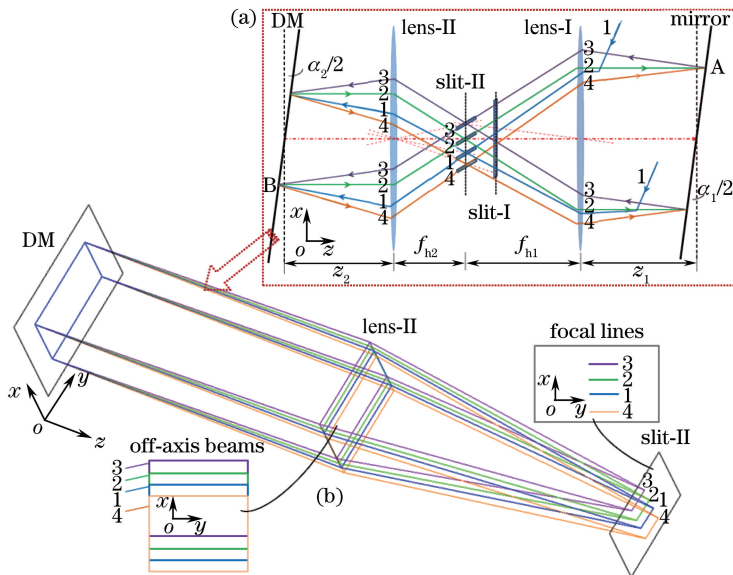 (a)
DM
lens-II
lens-I
mirror
1
α₂/2
slit-II
3
2
1
4
3
2
4
A
3
2
1
4
B
3
2
1
4
3
2
4
1
α₁/2
slit-I
x
o
z
z₂
f_h2
f_h1
z₁
DM
x
y
o
z
lens-II
focal lines
x
o
y
3
2
1
4
slit-II
3
2
1
4
off-axis beams
3
2
1
4
x
o
y
(b)